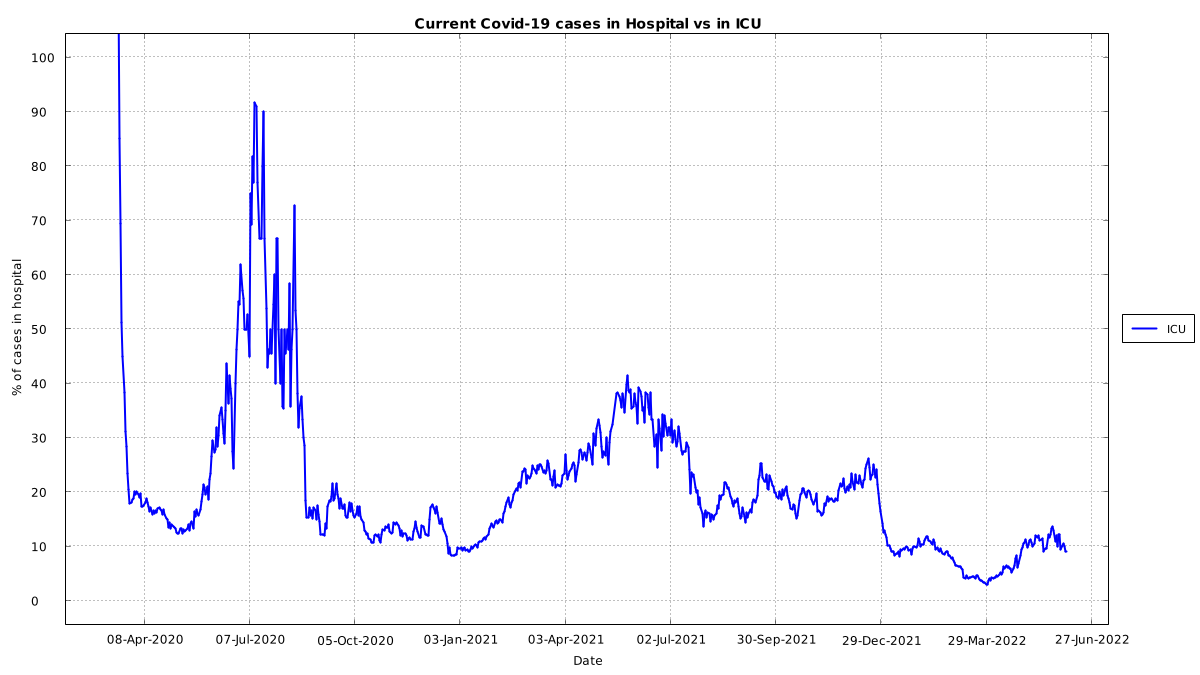 Current Covid-19 cases in Hospital vs in ICU
100
90
80
70
60
50
40
30
20
10
0
% of cases in hospital
ICU
08-Apr-2020 07-Jul-2020 05-Oct-2020 03-Jan-2021 03-Apr-2021 02-Jul-2021 30-Sep-2021 29-Dec-2021 29-Mar-2022 27-Jun-2022
Date